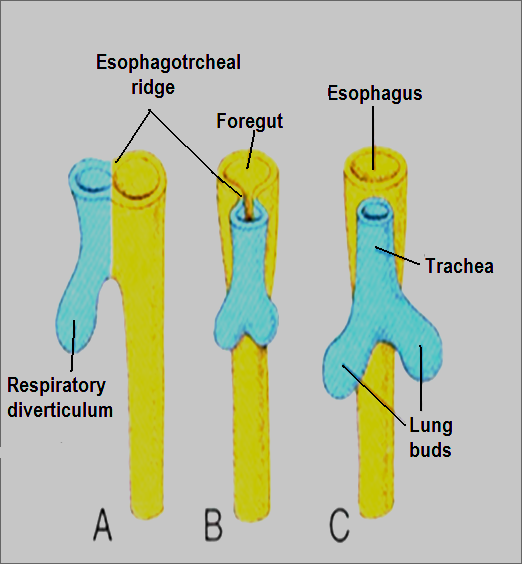 Esophagotrcheal
ridge
Foregut
Esophagus
Trachea
Respiratory
diverticulum
Lung
buds
A
B
C